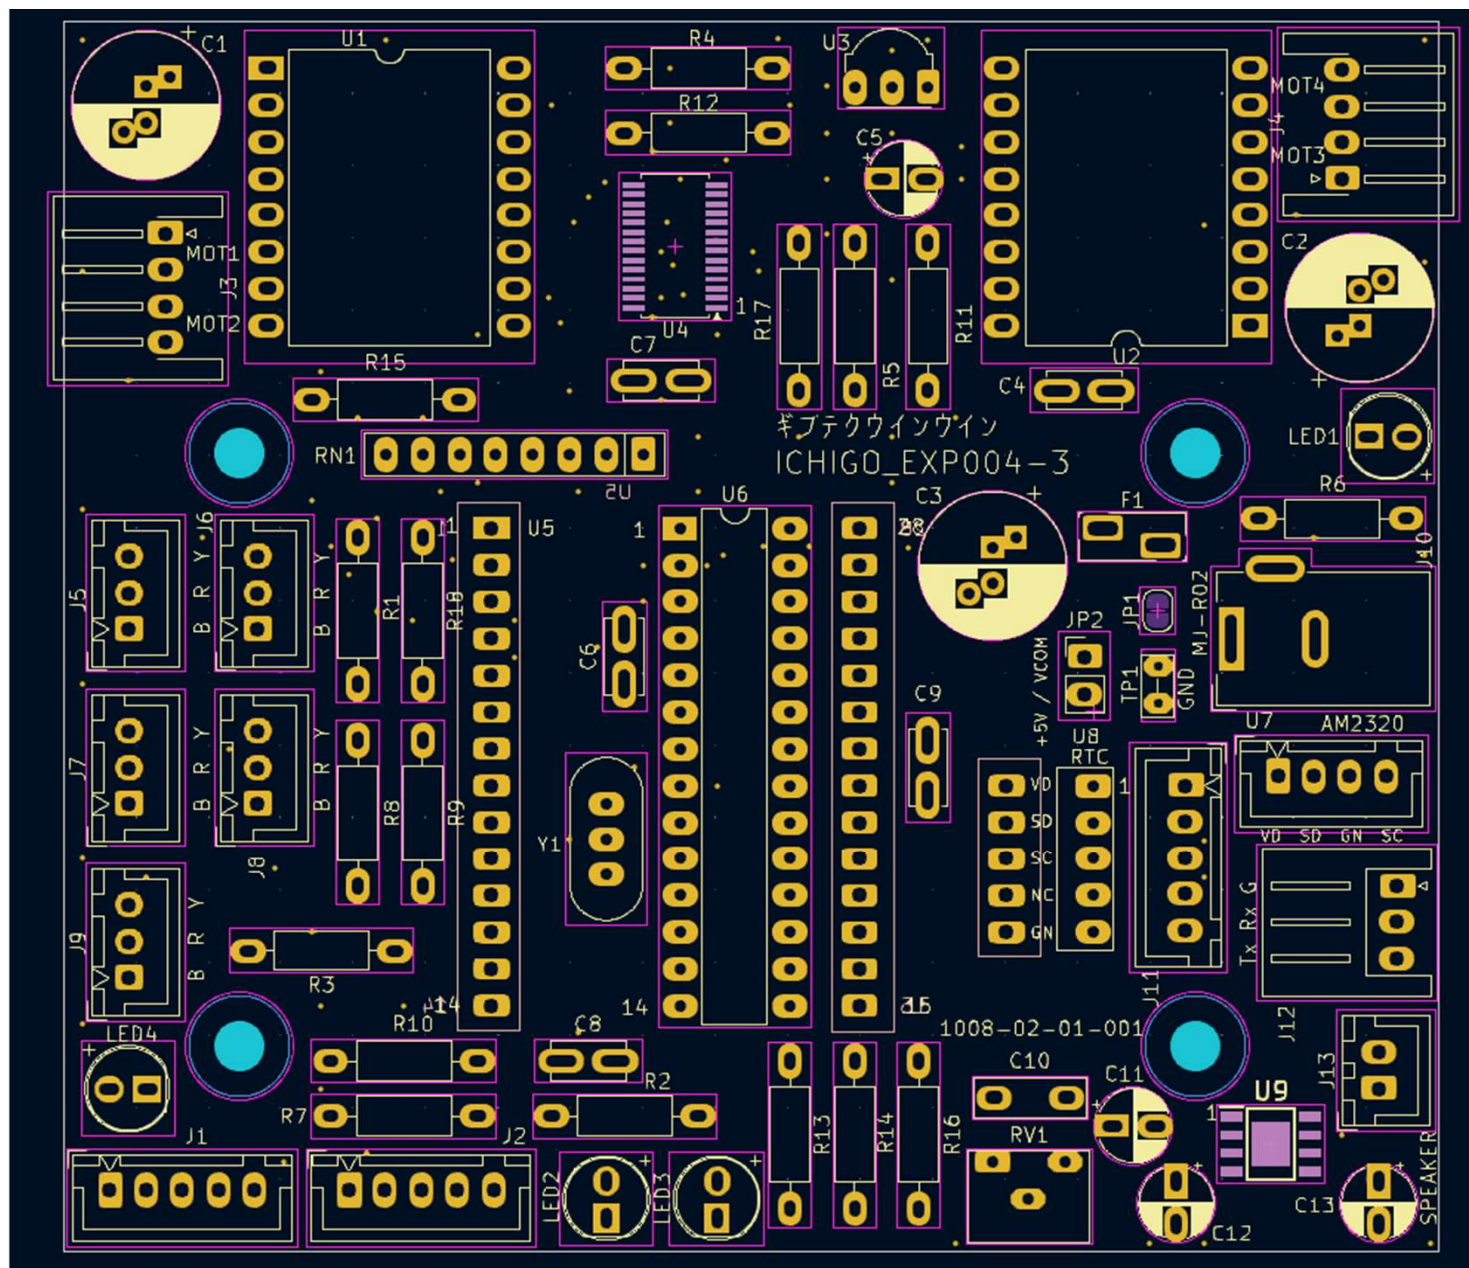 C1
U1
R4
U3
MOT4
J4
MOT3
R12
C5
MOT1
J3
MOT2
C2
1
U4
R17
R5
R11
U2
R15
C7
C4
ギブテクウインウイン
ICHIGO_EXP004-3
LED1
RN1
U5
U6
C3
F1
R6
J10
J6
J5
B R Y
B R Y
R1
R18
U5
1
C6
MJ-R02
JP1
JP2
+5V / VCOM
TP1
GND
C9
U7
AM2320
VD SD GN SC
J7
B R Y
B R Y
J8
R8
R9
Y1
U8
RTC
1
VD
SD
SC
NC
GN
J11
Tx Rx G
J12
J9
B R Y
R3
14
14
15
1008-02-01-001
LED4
R10
C8
R7
R2
J1
J2
LED2
LED3
R13
R14
R16
C10
C11
RV1
U9
1
J13
SPEAKER
C12
C13